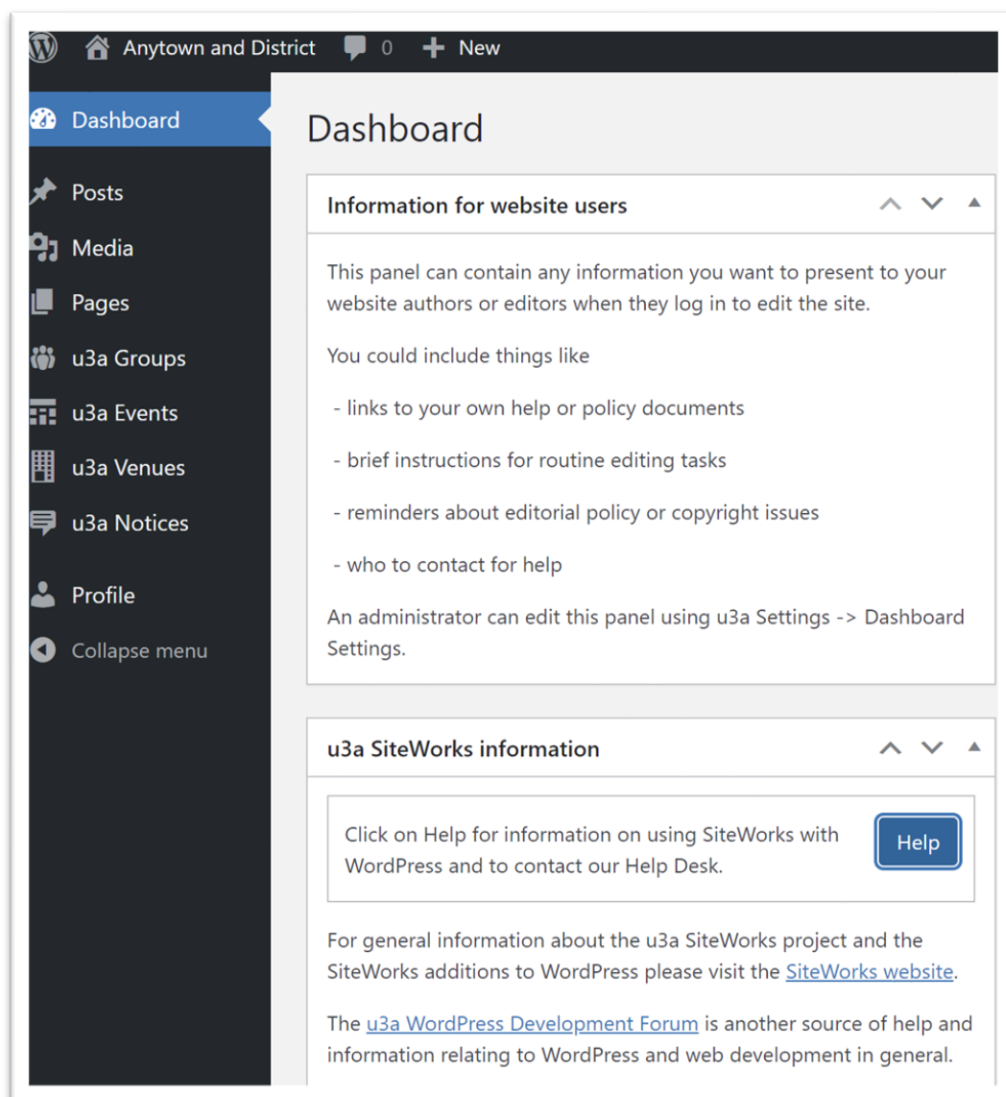 Anytown and District 0 New
Dashboard
Posts
Media
Pages
u3a Groups
u3a Events
u3a Venues
u3a Notices
Profile
Collapse menu
Dashboard
Information for website users
This panel can contain any information you want to present to your
website authors or editors when they log in to edit the site.
You could include things like
- links to your own help or policy documents
- brief instructions for routine editing tasks
- reminders about editorial policy or copyright issues
- who to contact for help
An administrator can edit this panel using u3a Settings -> Dashboard
Settings.
u3a SiteWorks information
Click on Help for information on using SiteWorks with
WordPress and to contact our Help Desk.
Help
For general information about the u3a SiteWorks project and the
SiteWorks additions to WordPress please visit the SiteWorks website.
The u3a WordPress Development Forum is another source of help and
information relating to WordPress and web development in general.